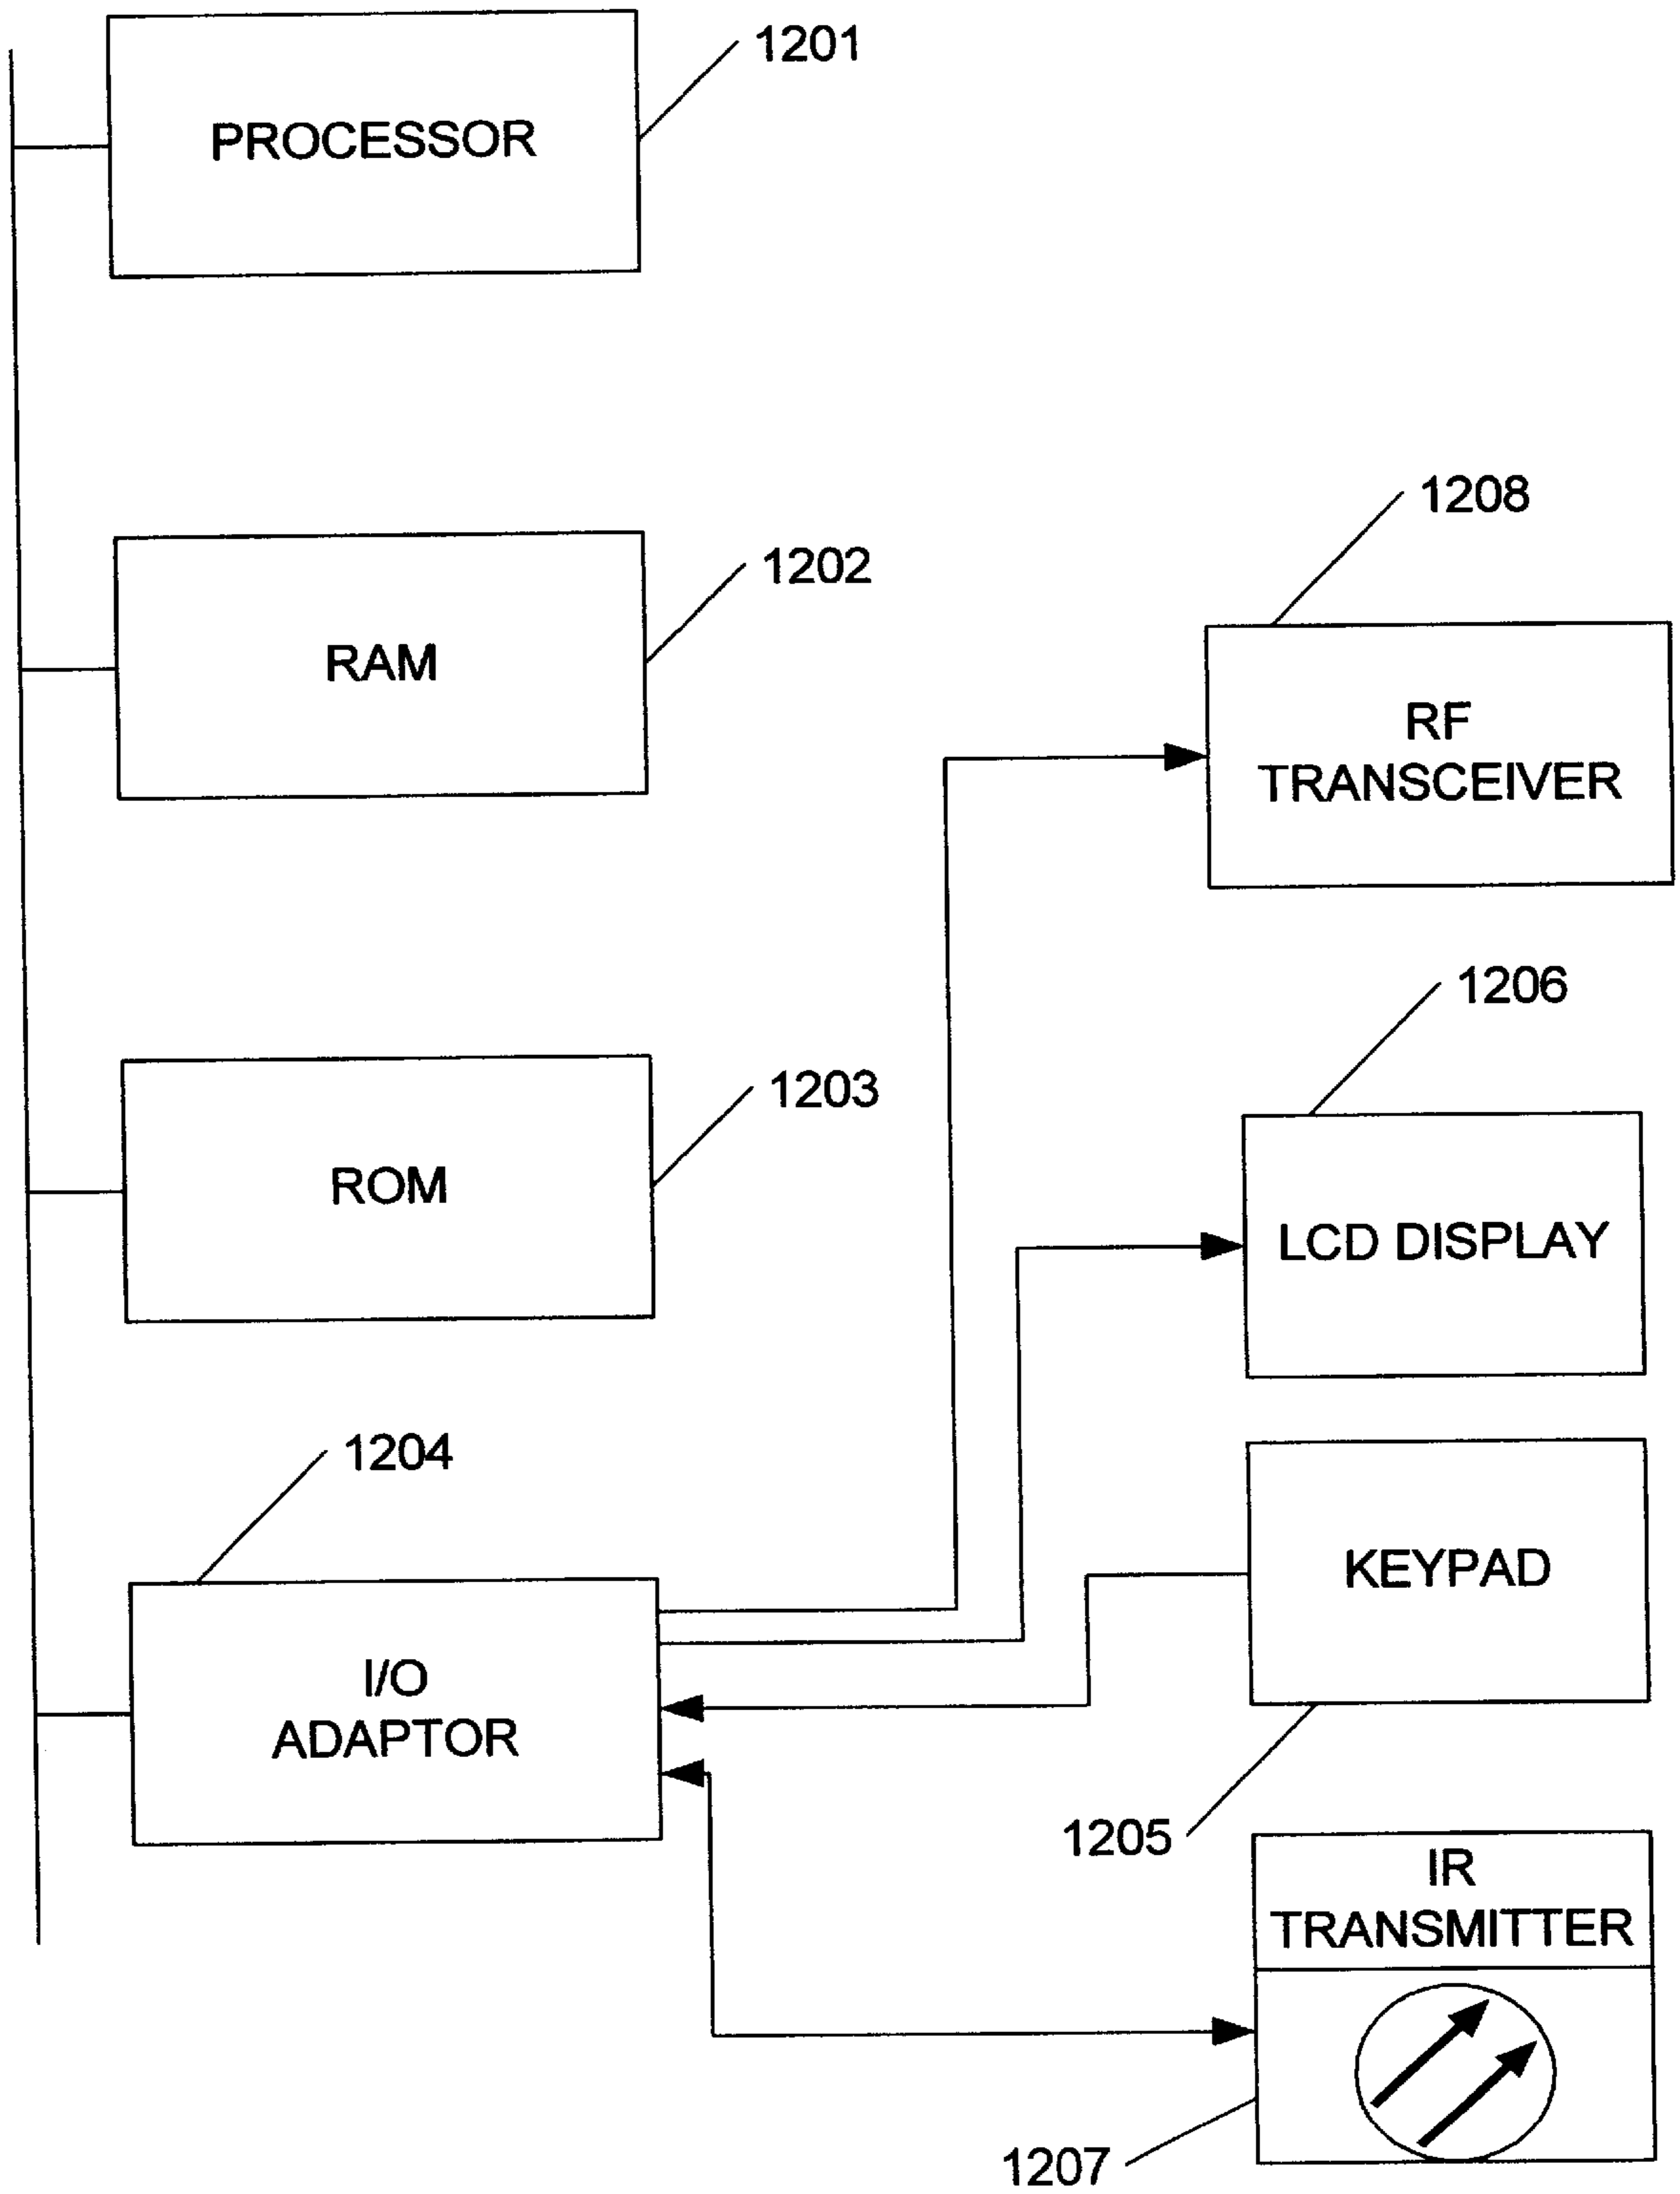 1201
PROCESSOR
1202
RAM
1208
RF
TRANSCEIVER
1203
ROM
1206
LCD DISPLAY
1204
I/O
ADAPTOR
KEYPAD
1205
IR
TRANSMITTER
1207